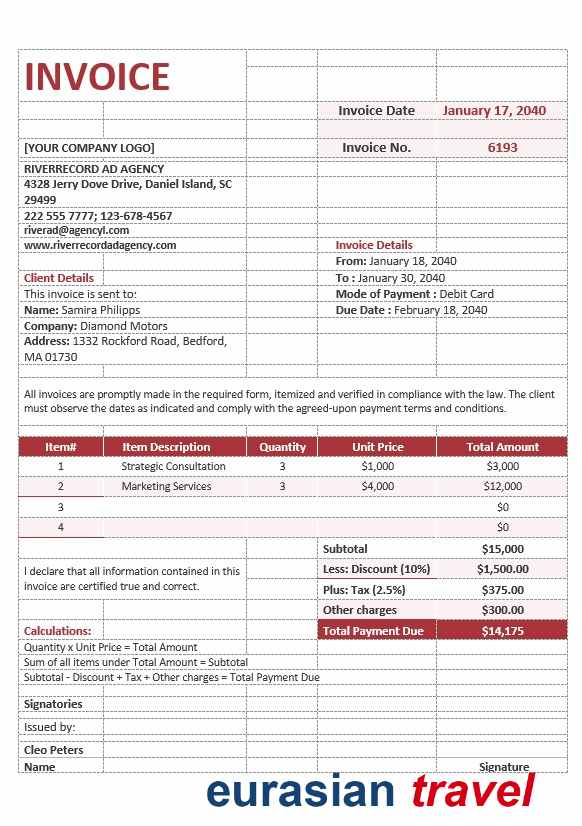 INVOICE
Invoice Date January 17, 2040
[YOUR COMPANY LOGO] Invoice No. 6193
RIVERRECORD AD AGENCY
4328 Jerry Dove Drive, Daniel Island, SC
29499
222 555 7777; 123-678-4567
riverad@agencyl.com
www.riverrecordadagency.com Invoice Details
From: January 18, 2040
Client Details To : January 30, 2040
This invoice is sent to: Mode of Payment : Debit Card
Name: Samira Philipps Due Date : February 18, 2040
Company: Diamond Motors
Address: 1332 Rockford Road, Bedford,
MA 01730
All invoices are promptly made in the required form, itemized and verified in compliance with the law. The client
must observe the dates as indicated and comply with the agreed-upon payment terms and conditions.
Item# Item Description Quantity Unit Price Total Amount
1 Strategic Consultation 3 $1,000 $3,000
2 Marketing Services 3 $4,000 $12,000
3 $0
4 $0
Subtotal $15,000
I declare that all information contained in this Less: Discount (10%) $1,500.00
invoice are certified true and correct. Plus: Tax (2.5%) $375.00
Other charges $300.00
Calculations: Total Payment Due $14,175
Quantity x Unit Price = Total Amount
Sum of all items under Total Amount = Subtotal
Subtotal - Discount + Tax + Other charges = Total Payment Due
Signatories
Issued by:
Cleo Peters
Name Signature
eurasian travel